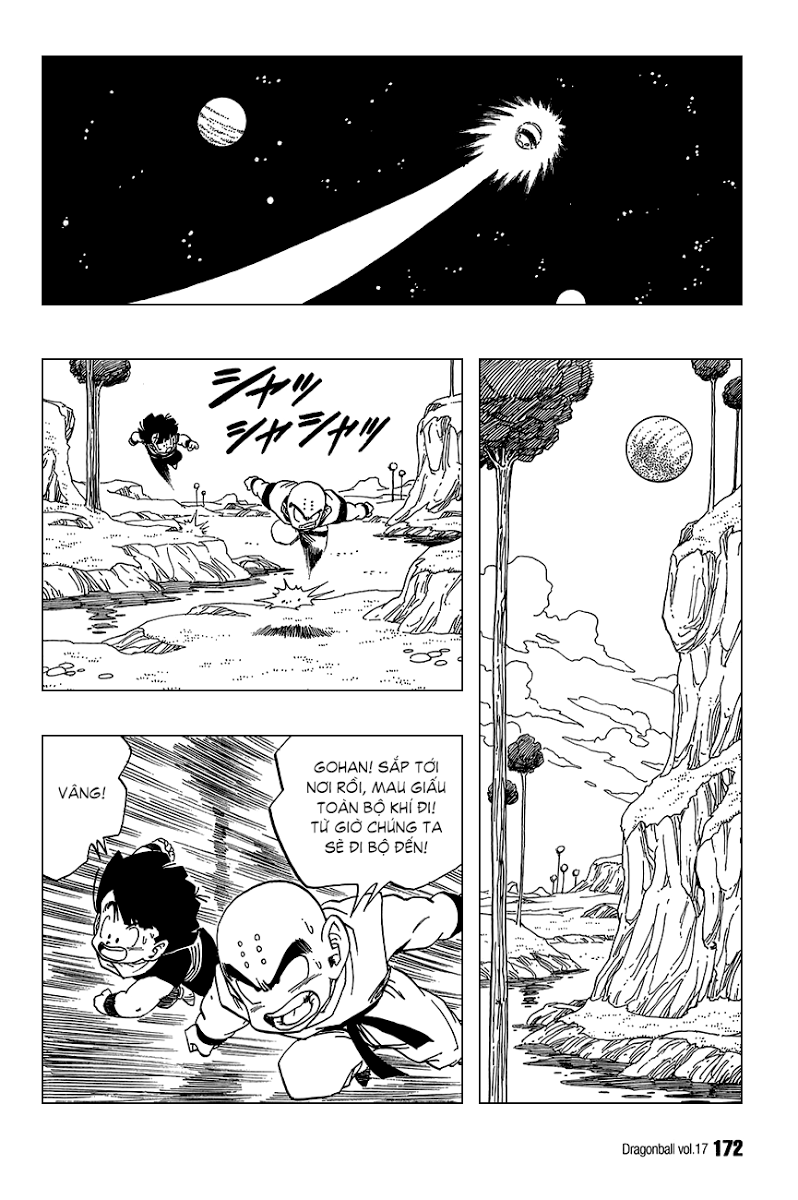 シャッ
シャシャッ
GOHAN! SẮP TỚI
NƠI RỒI, MAU GIẤU
TOÀN BỘ KHÍ ĐI!
TỪ GIỜ CHÚNG TA
SẼ ĐI BỘ ĐẾN!
VÂNG!
Dragonball vol.17 172